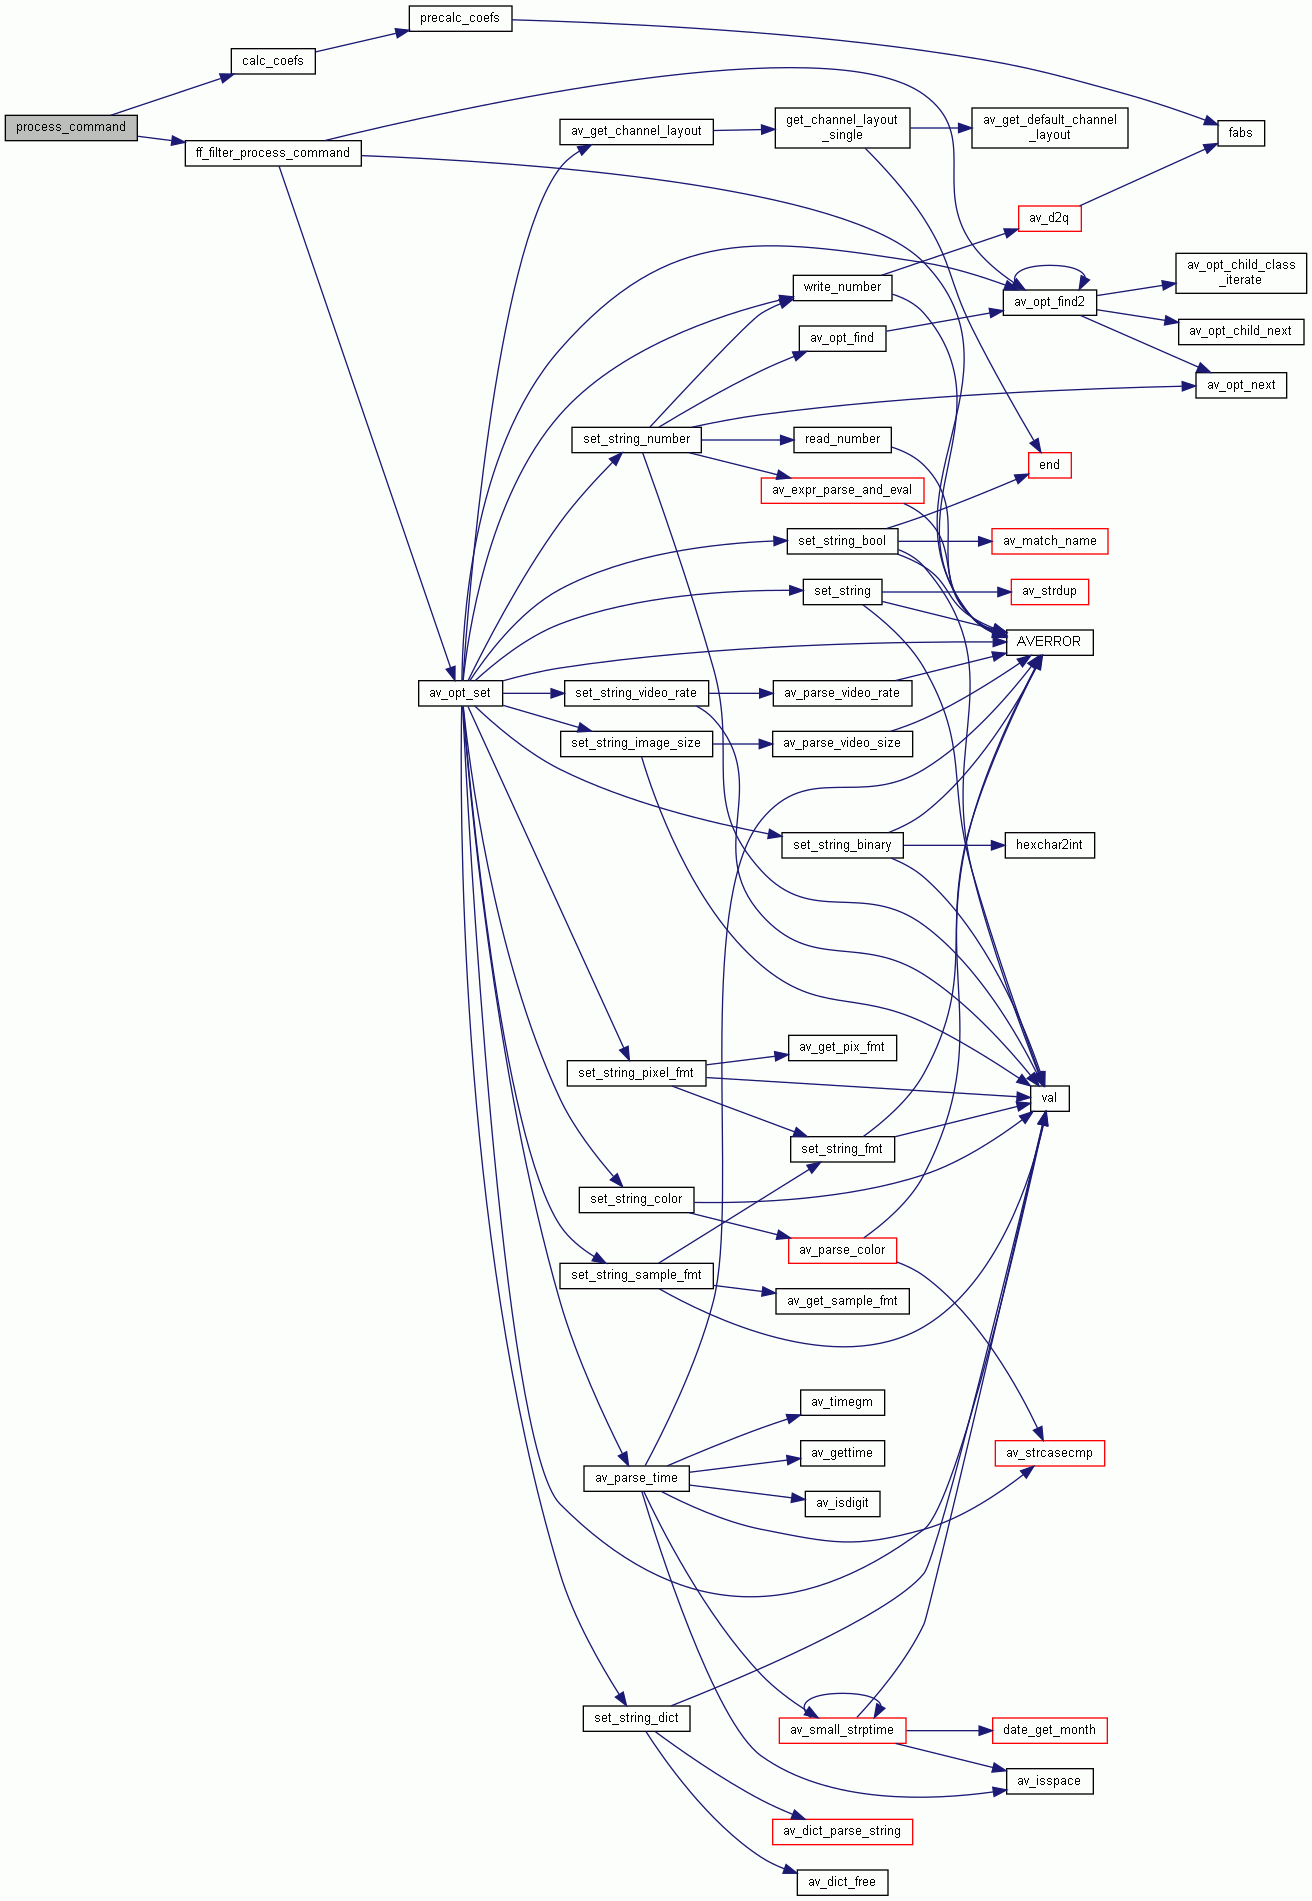 precalc_coefs
calc_coefs
process_command
ff_filter_process_command
av_get_channel_layout
get_channel_layout
_single
av_get_default_channel
_layout
fabs
av_d2q
av_opt_child_class
_iterate
write_number
av_opt_find2
av_opt_find
av_opt_child_next
av_opt_next
set_string_number
read_number
end
av_expr_parse_and_eval
set_string_bool
av_match_name
set_string
av_strdup
AVERROR
av_opt_set
set_string_video_rate
av_parse_video_rate
set_string_image_size
av_parse_video_size
set_string_binary
hexchar2int
av_get_pix_fmt
set_string_pixel_fmt
val
set_string_fmt
set_string_color
av_parse_color
set_string_sample_fmt
av_get_sample_fmt
av_timegm
av_gettime
av_strcasecmp
av_parse_time
av_isdigit
set_string_dict
av_small_strptime
date_get_month
av_isspace
av_dict_parse_string
av_dict_free